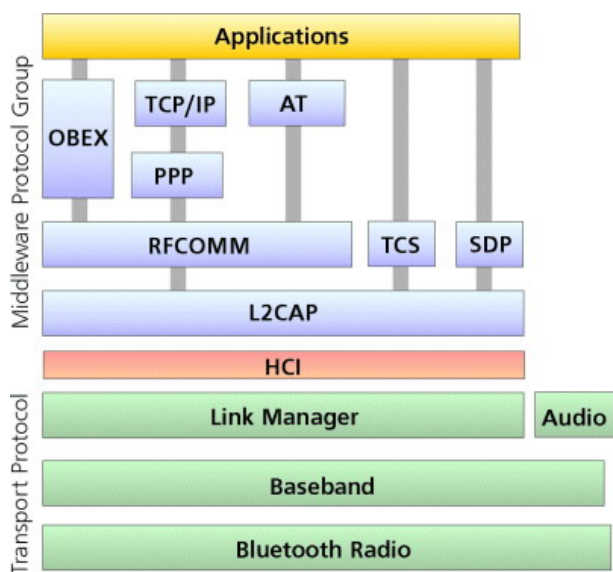 Applications
Middleware Protocol Group
OBEX
TCP/IP
AT
PPP
RFCOMM
TCS
SDP
L2CAP
HCI
Transport Protocol
Link Manager
Audio
Baseband
Bluetooth Radio